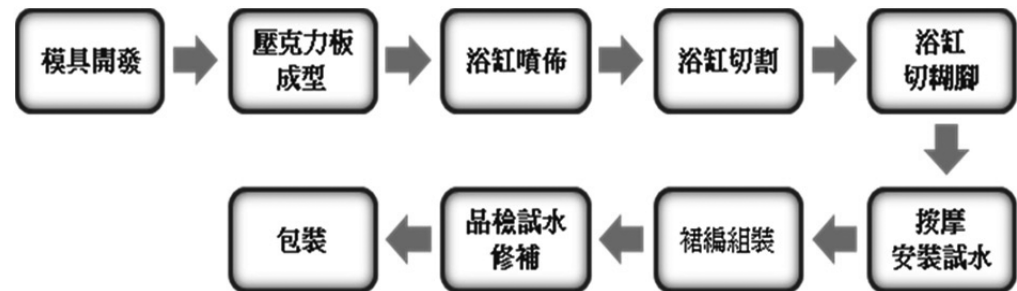 模具開發
壓克力板
成型
浴缸噴佈
浴缸切割
浴缸
切糊腳
按摩
安裝試水
裙編組裝
品檢試水
修補
包裝